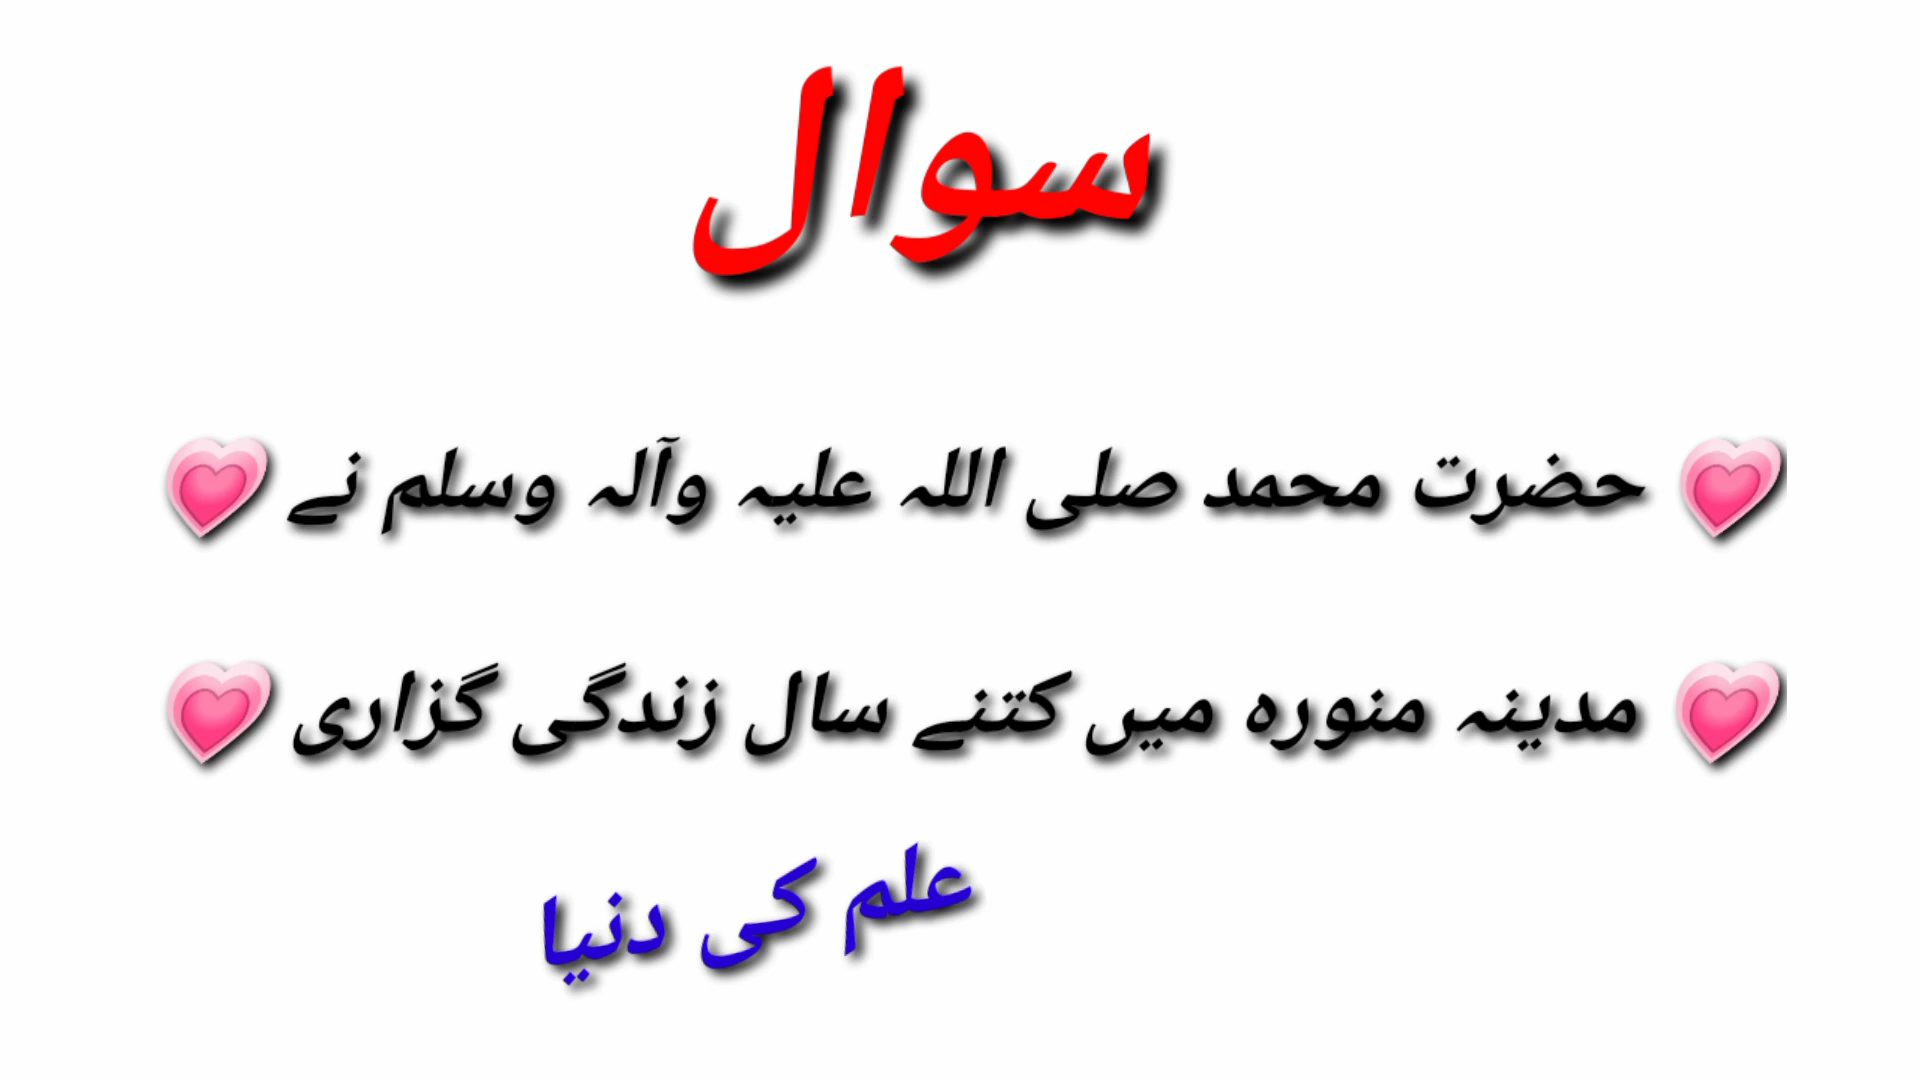 سوال
💗 حضرت محمد صلی اللہ علیہ وآلہ وسلم نے 💗
💗 مدینہ منورہ میں کتنے سال زندگی گزاری 💗
علم کی دنیا